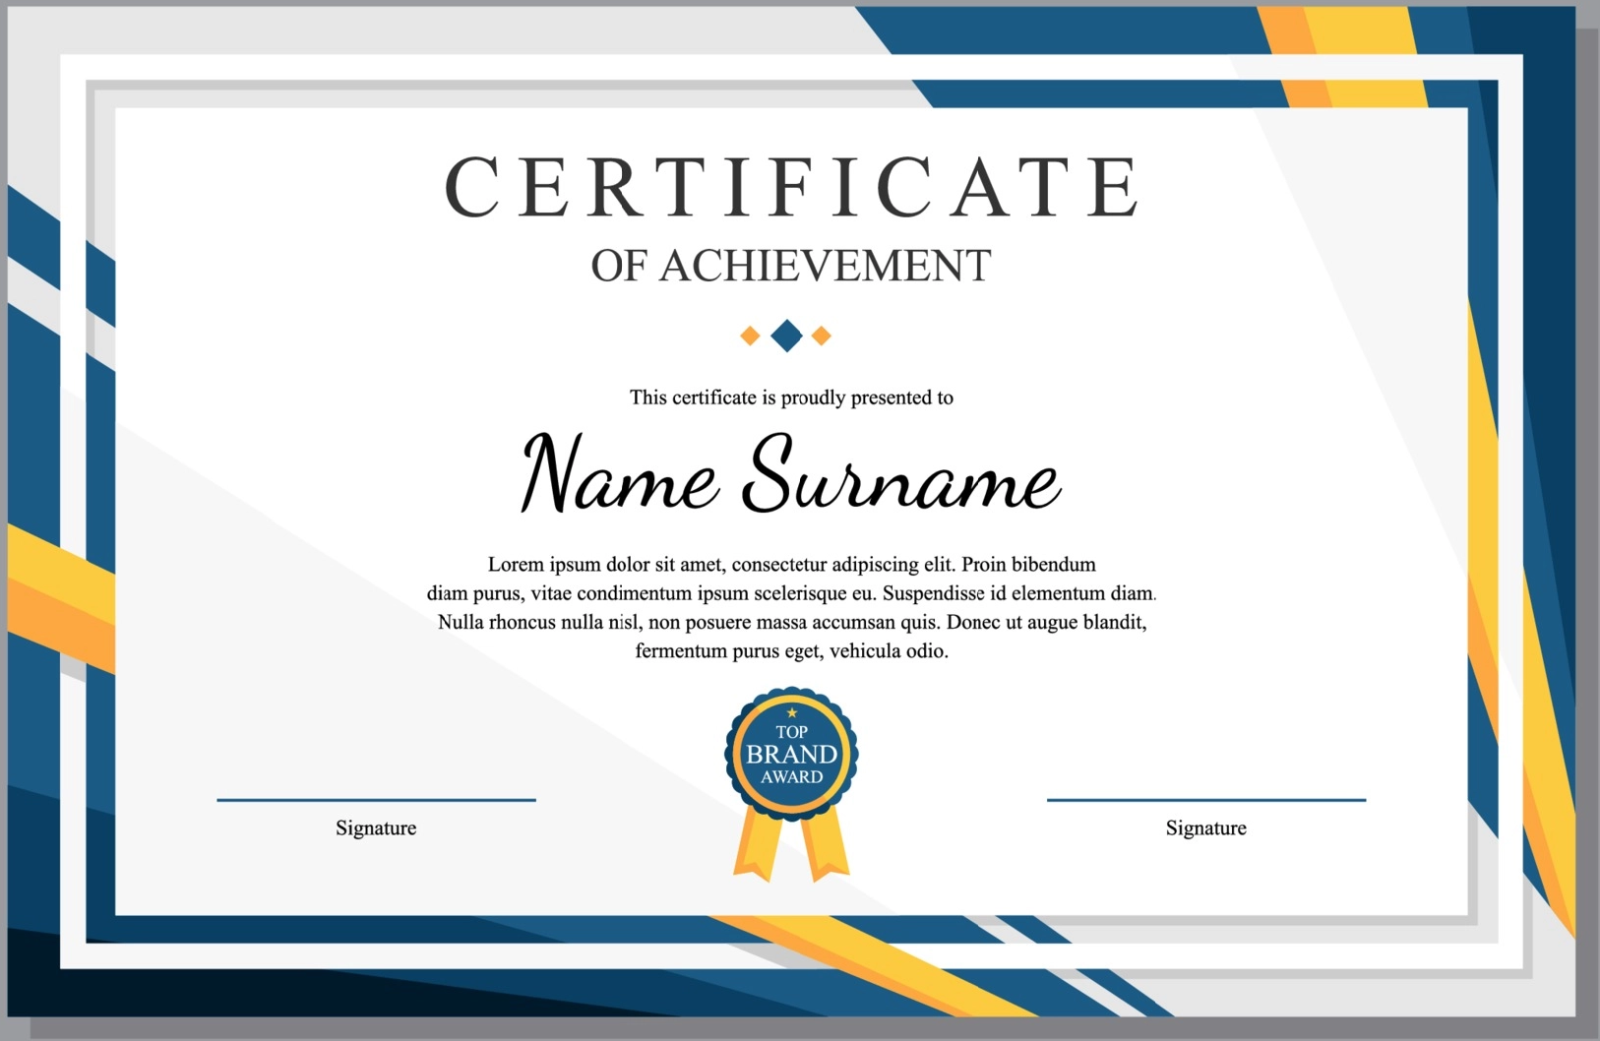 CERTIFICATE
OF ACHIEVEMENT
This certificate is proudly presented to
Name Surname
Lorem ipsum dolor sit amet, consectetur adipiscing elit. Proin bibendum
diam purus, vitae condimentum ipsum scelerisque eu. Suspendisse id elementum diam.
Nulla rhoncus nulla nisl, non posuere massa accumsan quis. Donec ut augue blandit,
fermentum purus eget, vehicula odio.
TOP
BRAND
AWARD
Signature
Signature